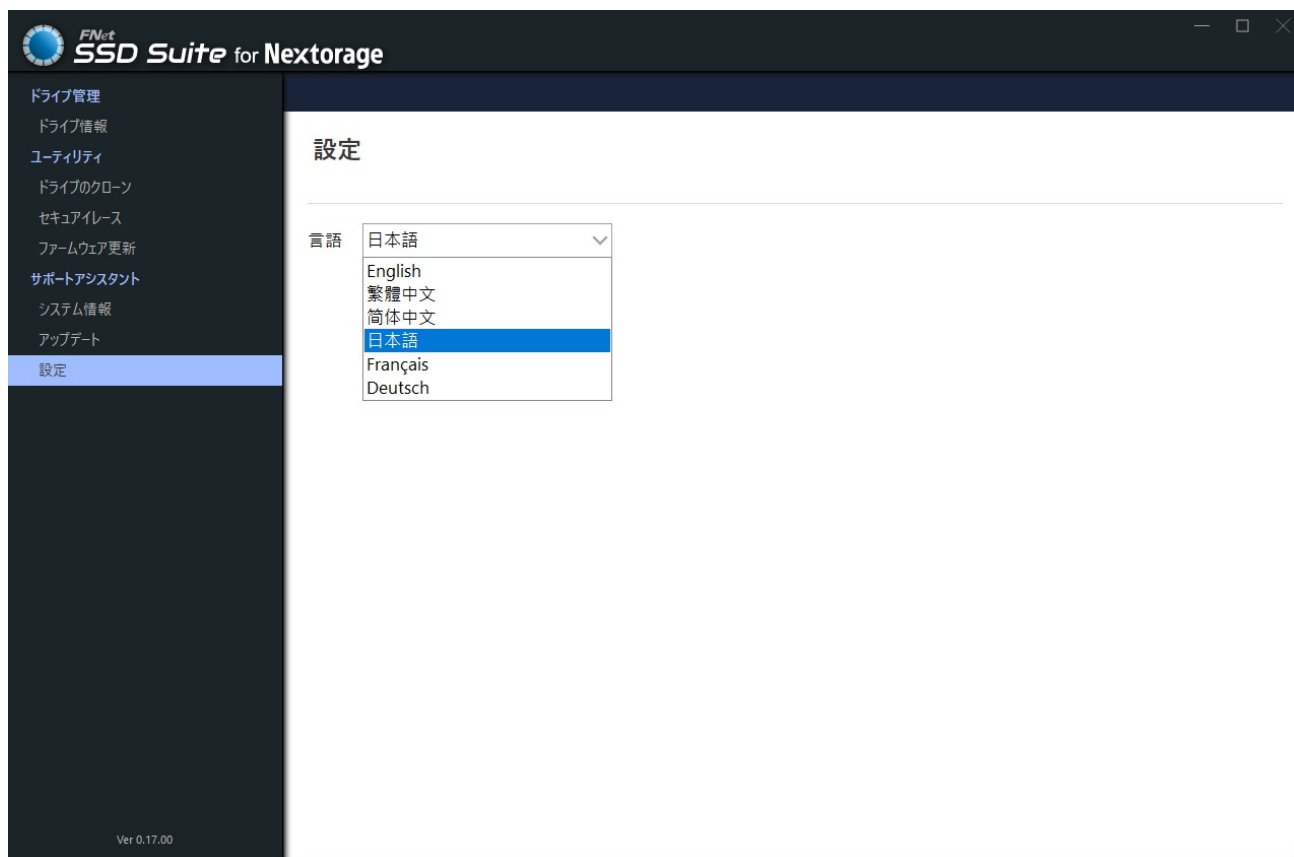 FNet
SSD Suite for Nextorage
ドライブ管理
ドライブ情報
ユーティリティ
ドライブのクローン
セキュアイレース
ファームウェア更新
サポートアシスタント
システム情報
アップデート
設定
Ver 0.17.00
設定
言語 日本語
English
繁體中文
简体中文
日本語
Français
Deutsch